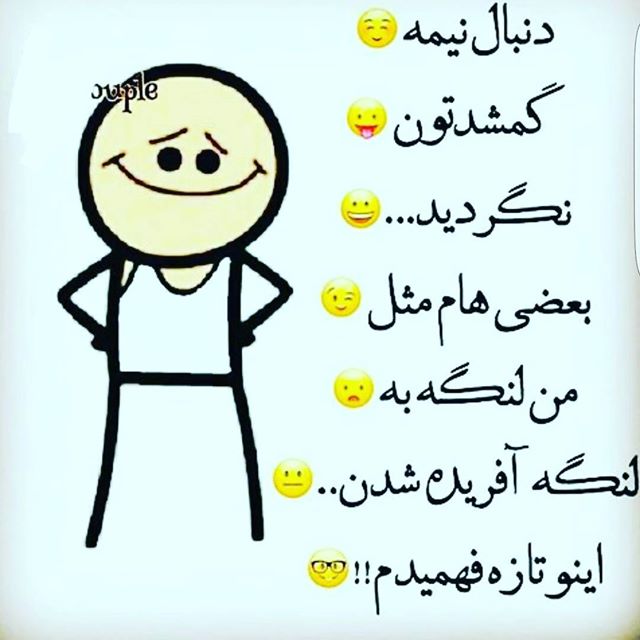 دنبال نیمه😊
گمشدتون😛
نگردید...😀
بعضی هام مثل😉
من لنگه به😦
لنگه آفریده شدن..😐
اینو تازه فهمیدم!!🤓